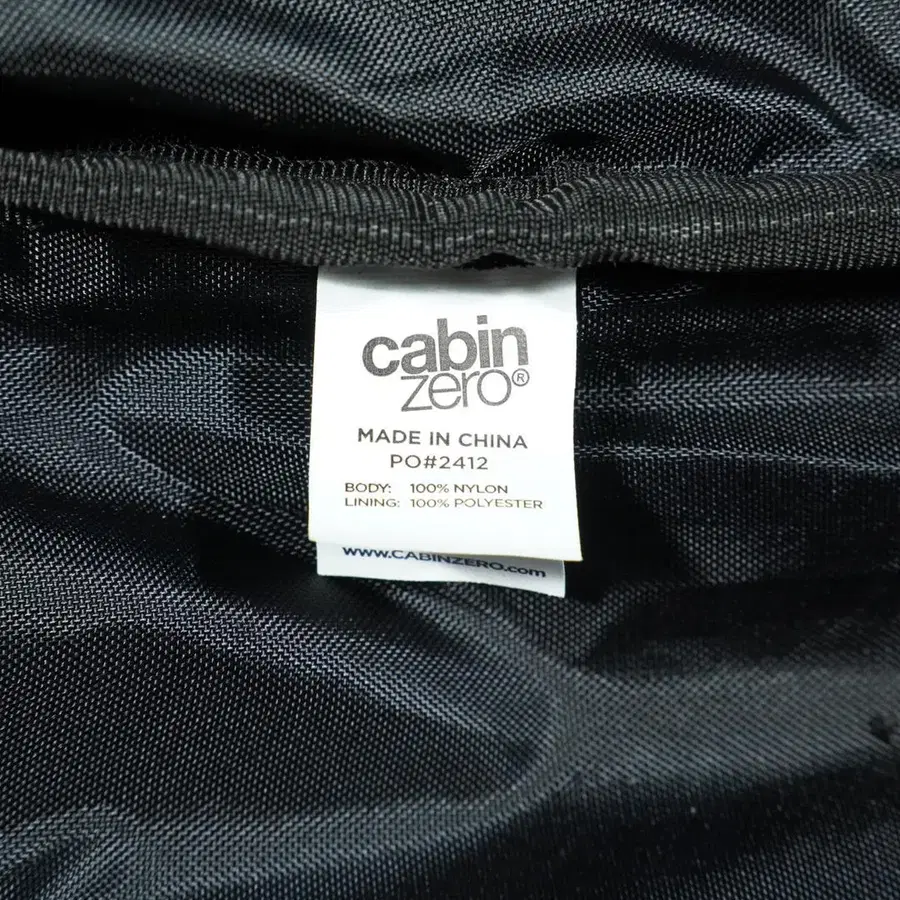 cabin
zero®
MADE IN CHINA
PO#2412
BODY: 100% NYLON
LINING: 100% POLYESTER
WWW.CABINZERO.com